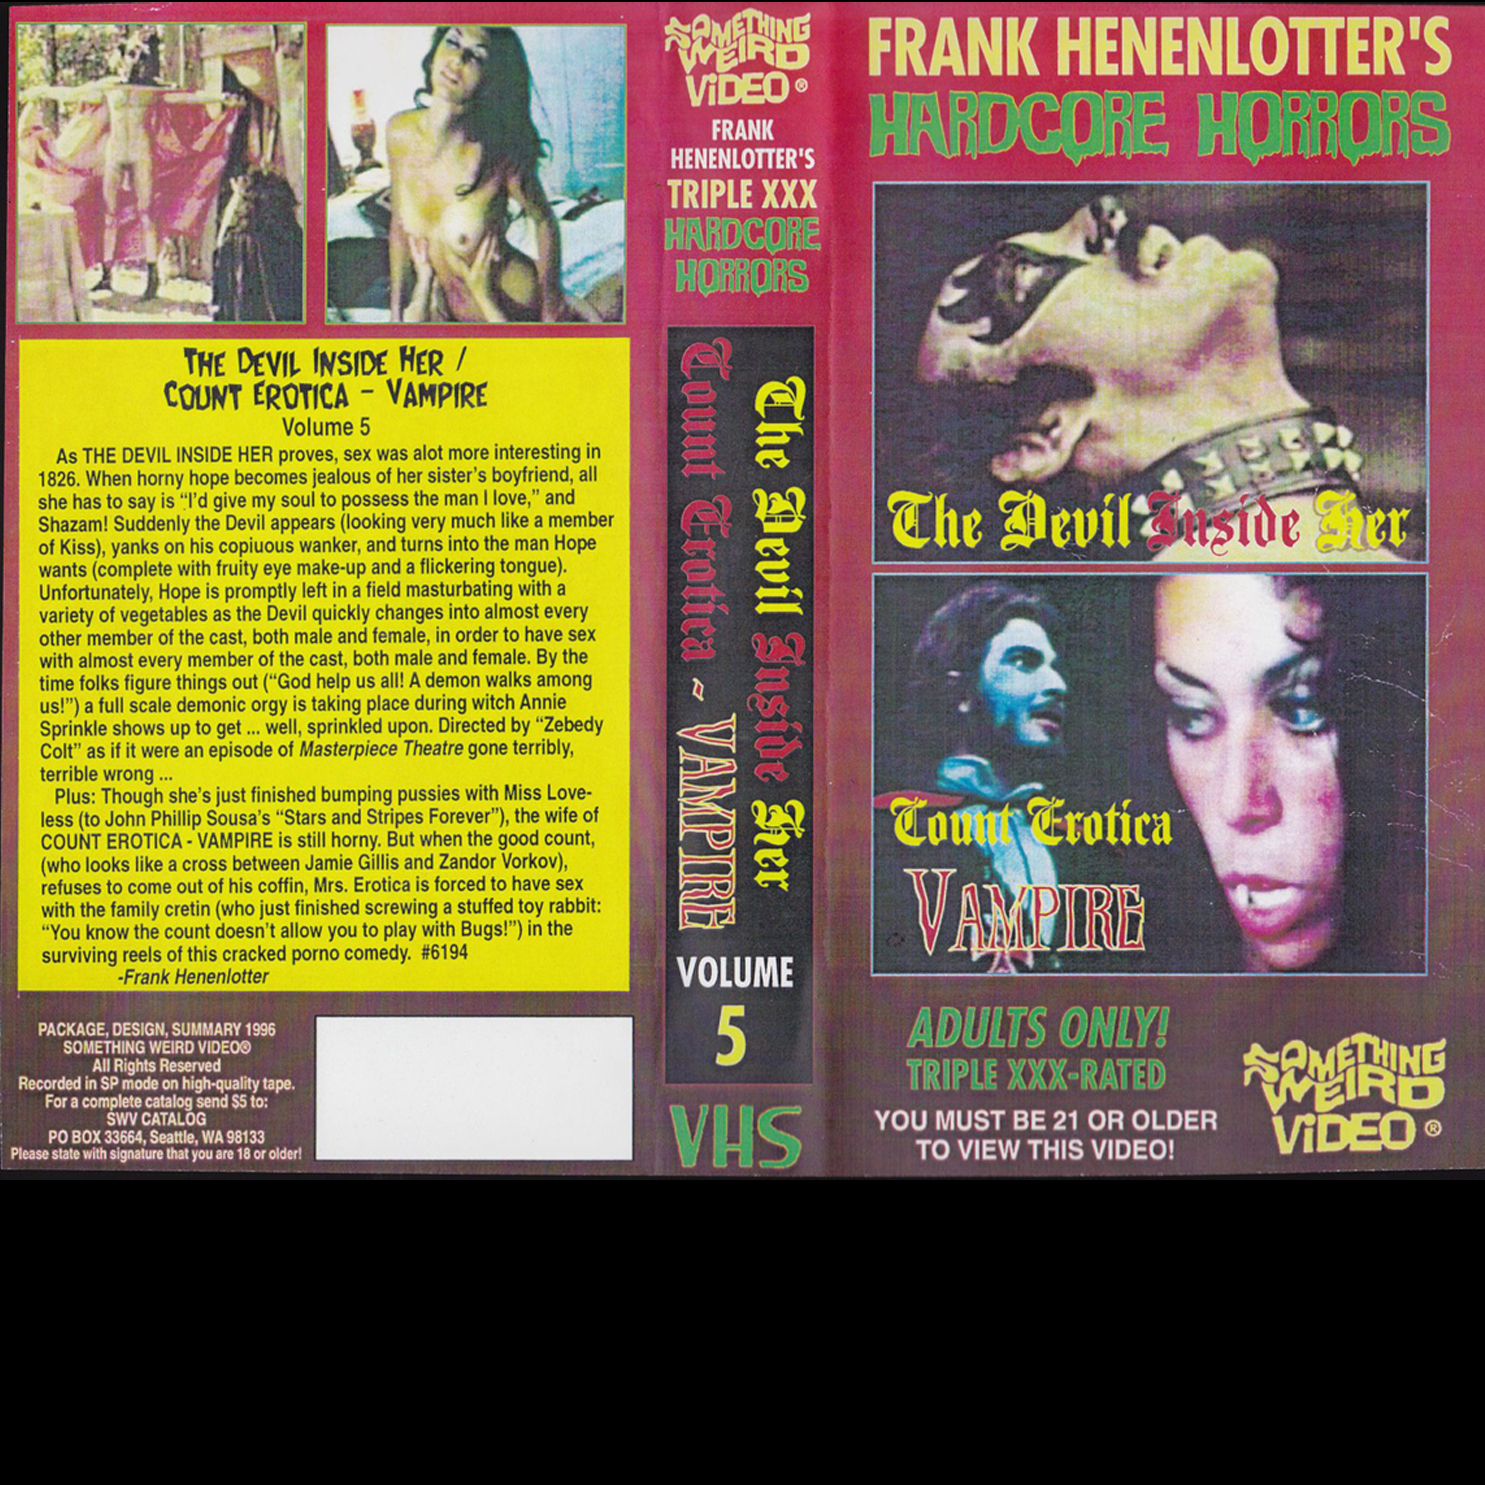 THE DEVIL INSIDE HER /
COUNT EROTICA - VAMPIRE
Volume 5
As THE DEVIL INSIDE HER proves, sex was alot more interesting in
1826. When horny hope becomes jealous of her sister's boyfriend, all
she has to say is “I’d give my soul to possess the man I love,” and
Shazam! Suddenly the Devil appears (looking very much like a member
of Kiss), yanks on his copiuous wanker, and turns into the man Hope
wants (complete with fruity eye make-up and a flickering tongue).
Unfortunately, Hope is promptly left in a field masturbating with a
variety of vegetables as the Devil quickly changes into almost every
other member of the cast, both male and female, in order to have sex
with almost every member of the cast, both male and female. By the
time folks figure things out (“God help us all! A demon walks among
us!”) a full scale demonic orgy is taking place during witch Annie
Sprinkle shows up to get ... well, sprinkled upon. Directed by “Zebedy
Colt” as if it were an episode of Masterpiece Theatre gone terribly,
terrible wrong ...
Plus: Though she's just finished bumping pussies with Miss Love-
less (to John Phillip Sousa's “Stars and Stripes Forever”), the wife of
COUNT EROTICA - VAMPIRE is still horny. But when the good count,
(who looks like a cross between Jamie Gillis and Zandor Vorkov),
refuses to come out of his coffin, Mrs. Erotica is forced to have sex
with the family cretin (who just finished screwing a stuffed toy rabbit:
“You know the count doesn't allow you to play with Bugs!”) in the
surviving reels of this cracked porno comedy. #6194
-Frank Henenlotter
PACKAGE, DESIGN, SUMMARY 1996
SOMETHING WEIRD VIDEO®
All Rights Reserved
Recorded in SP mode on high-quality tape.
For a complete catalog send $5 to:
SWV CATALOG
PO BOX 33664, Seattle, WA 98133
Please state with signature that you are 18 or older!
SOMETHING
WEIRD
ViDEO ®
FRANK
HENENLOTTER'S
TRIPLE XXX
HARDCORE
HORRORS
The Devil Inside Her
Count Erotica - VAMPIRE
VOLUME
5
VHS
FRANK HENENLOTTER'S
HARDCORE HORRORS
The Devil Inside Her
Count Erotica
VAMPIRE
ADULTS ONLY!
TRIPLE XXX-RATED
YOU MUST BE 21 OR OLDER
TO VIEW THIS VIDEO!
SOMETHING
WEIRD
ViDEO ®